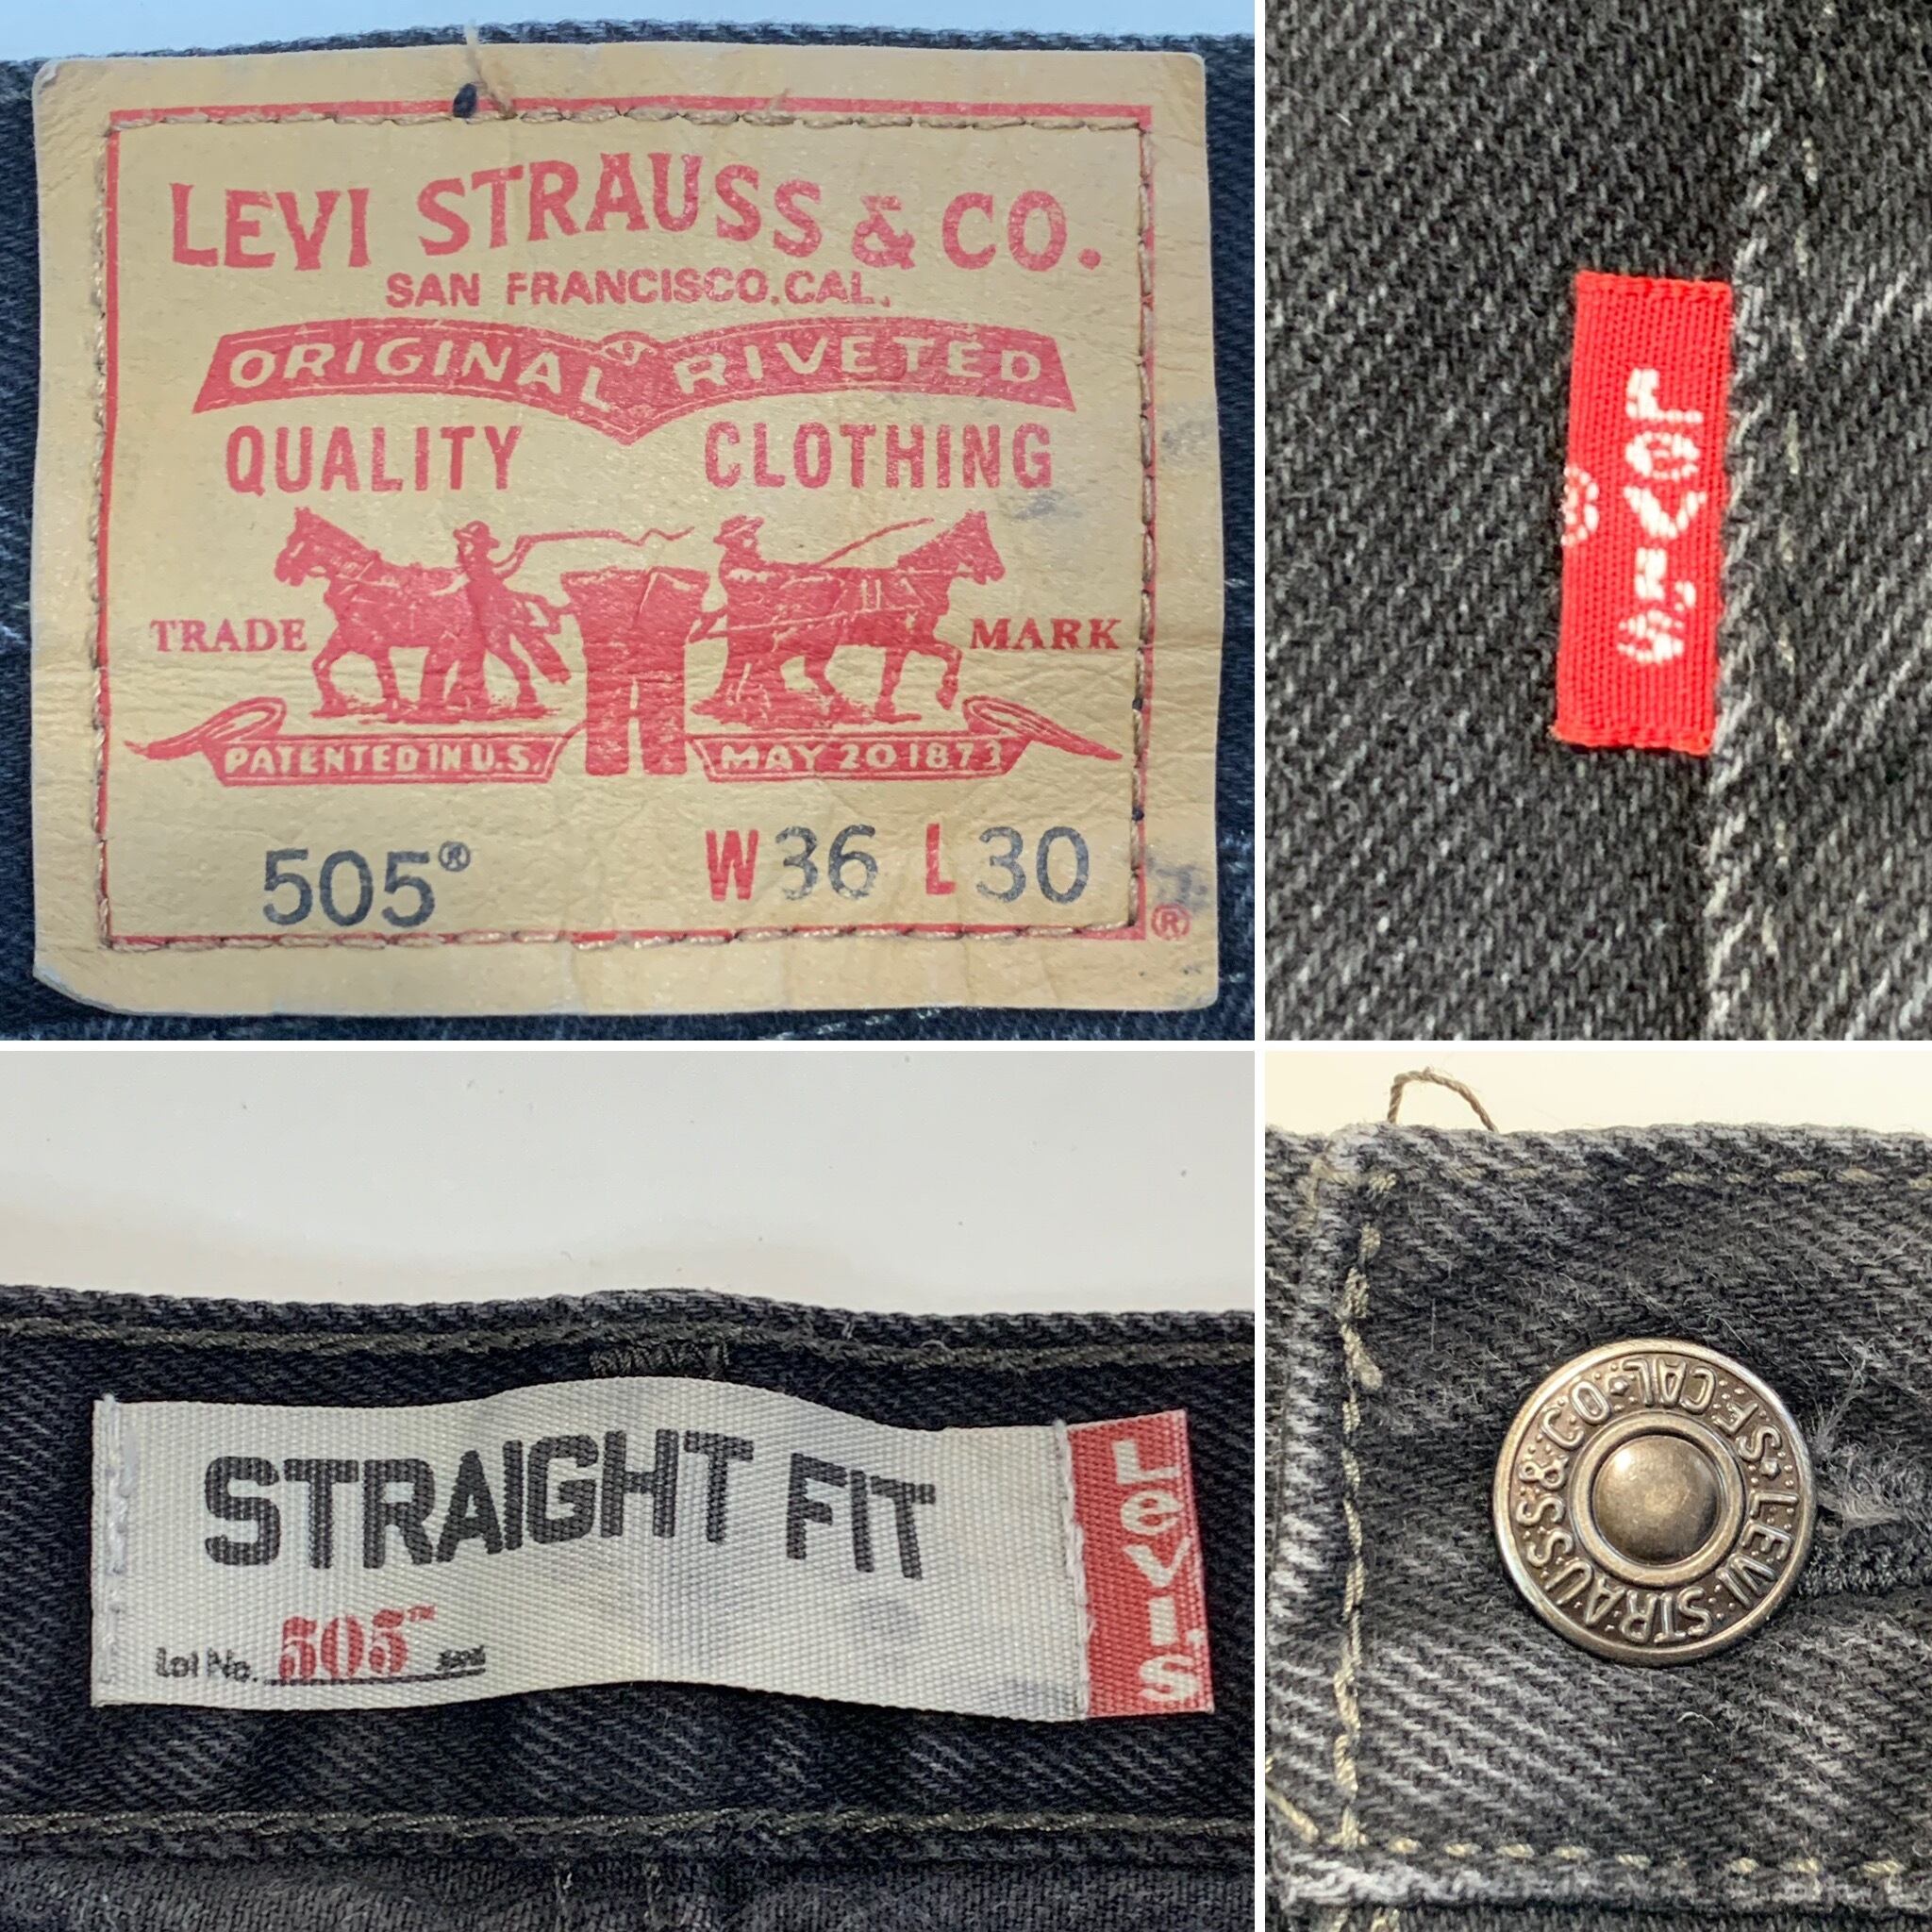 LEVI STRAUSS & CO.
SAN FRANCISCO, CAL.
ORIGINAL RIVETED
QUALITY CLOTHING
TRADE MARK
PATENTED IN U.S. MAY 20 1873
505® W36 L30
®
LEVI'S
®
STRAIGHT FIT
Lot No. 505™
LeVI'S
LEVI STRAUSS & CO. S.F. CAL.